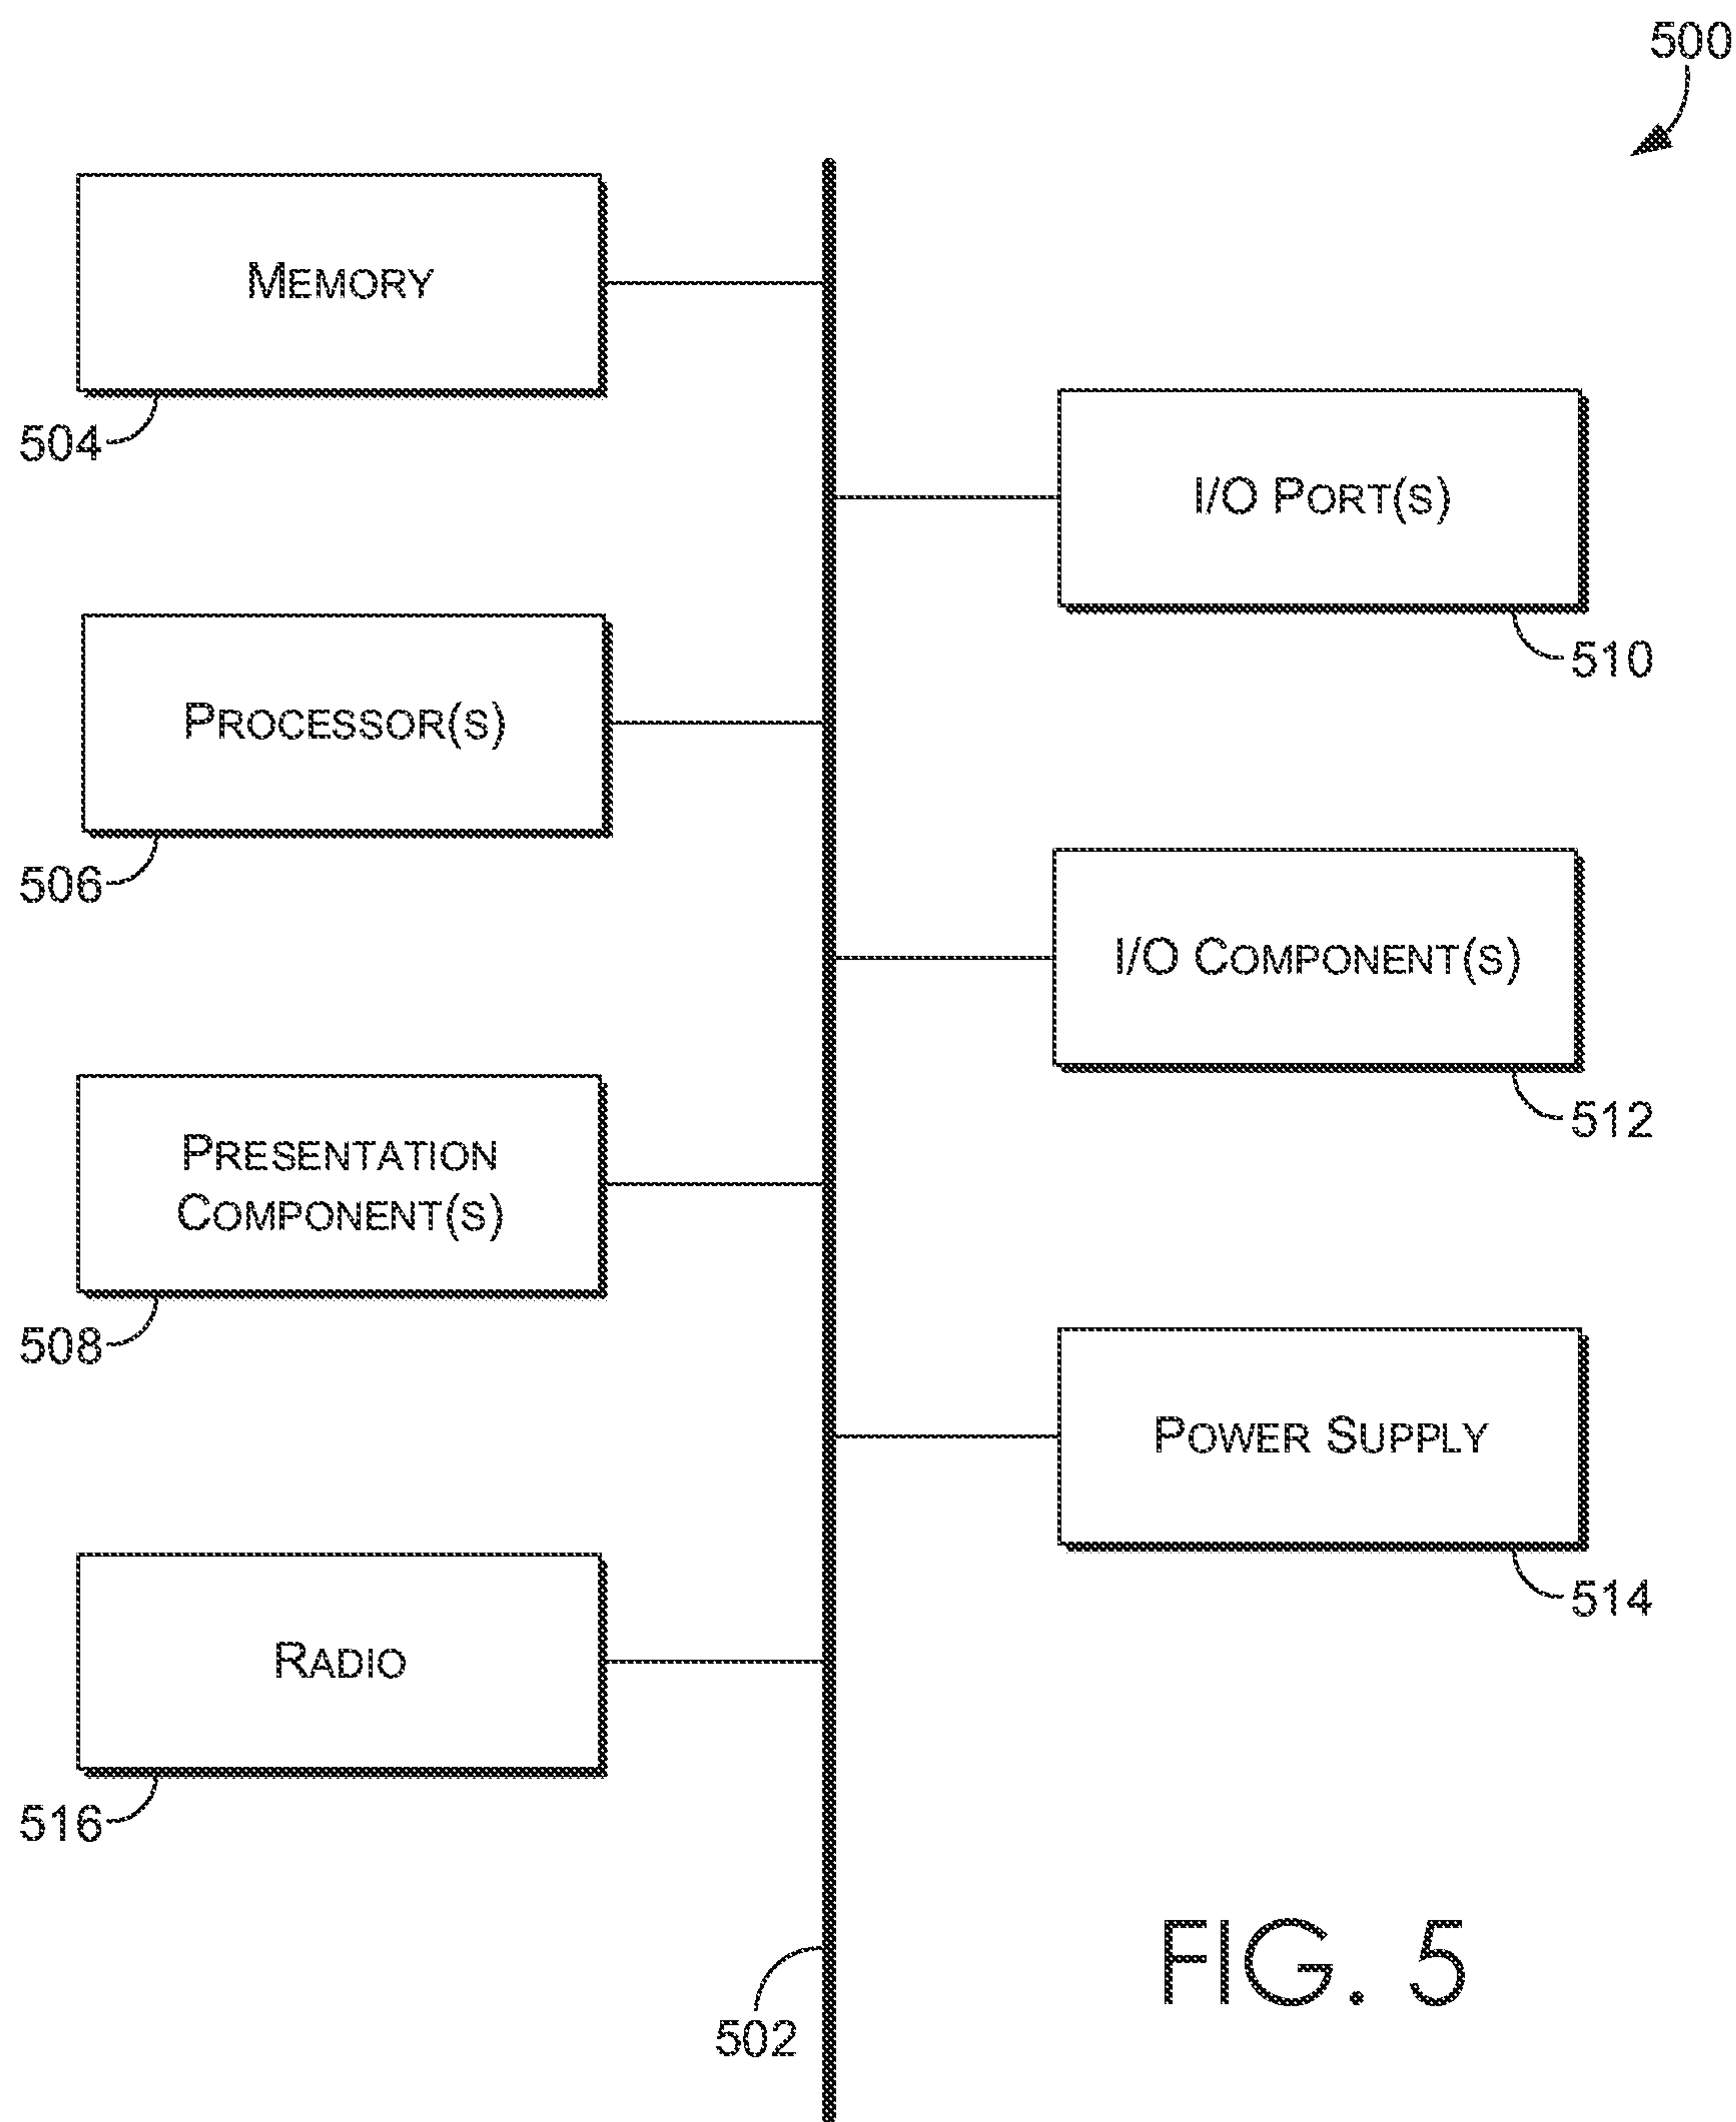 500
MEMORY
504
I/O PORT(S)
510
PROCESSOR(S)
506
I/O COMPONENT(S)
512
PRESENTATION
COMPONENT(S)
508
POWER SUPPLY
514
RADIO
516
502
FIG. 5